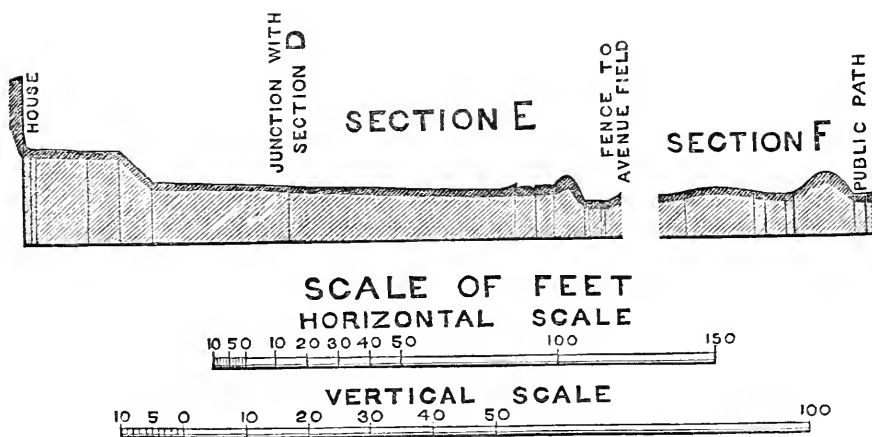 HOUSE
JUNCTION WITH
SECTION D
SECTION E
FENCE TO
AVENUE FIELD
SECTION F
PUBLIC PATH
SCALE OF FEET
HORIZONTAL SCALE
10 5 0 10 20 30 40 50 100 150
VERTICAL SCALE
10 5 0 10 20 30 40 50 100